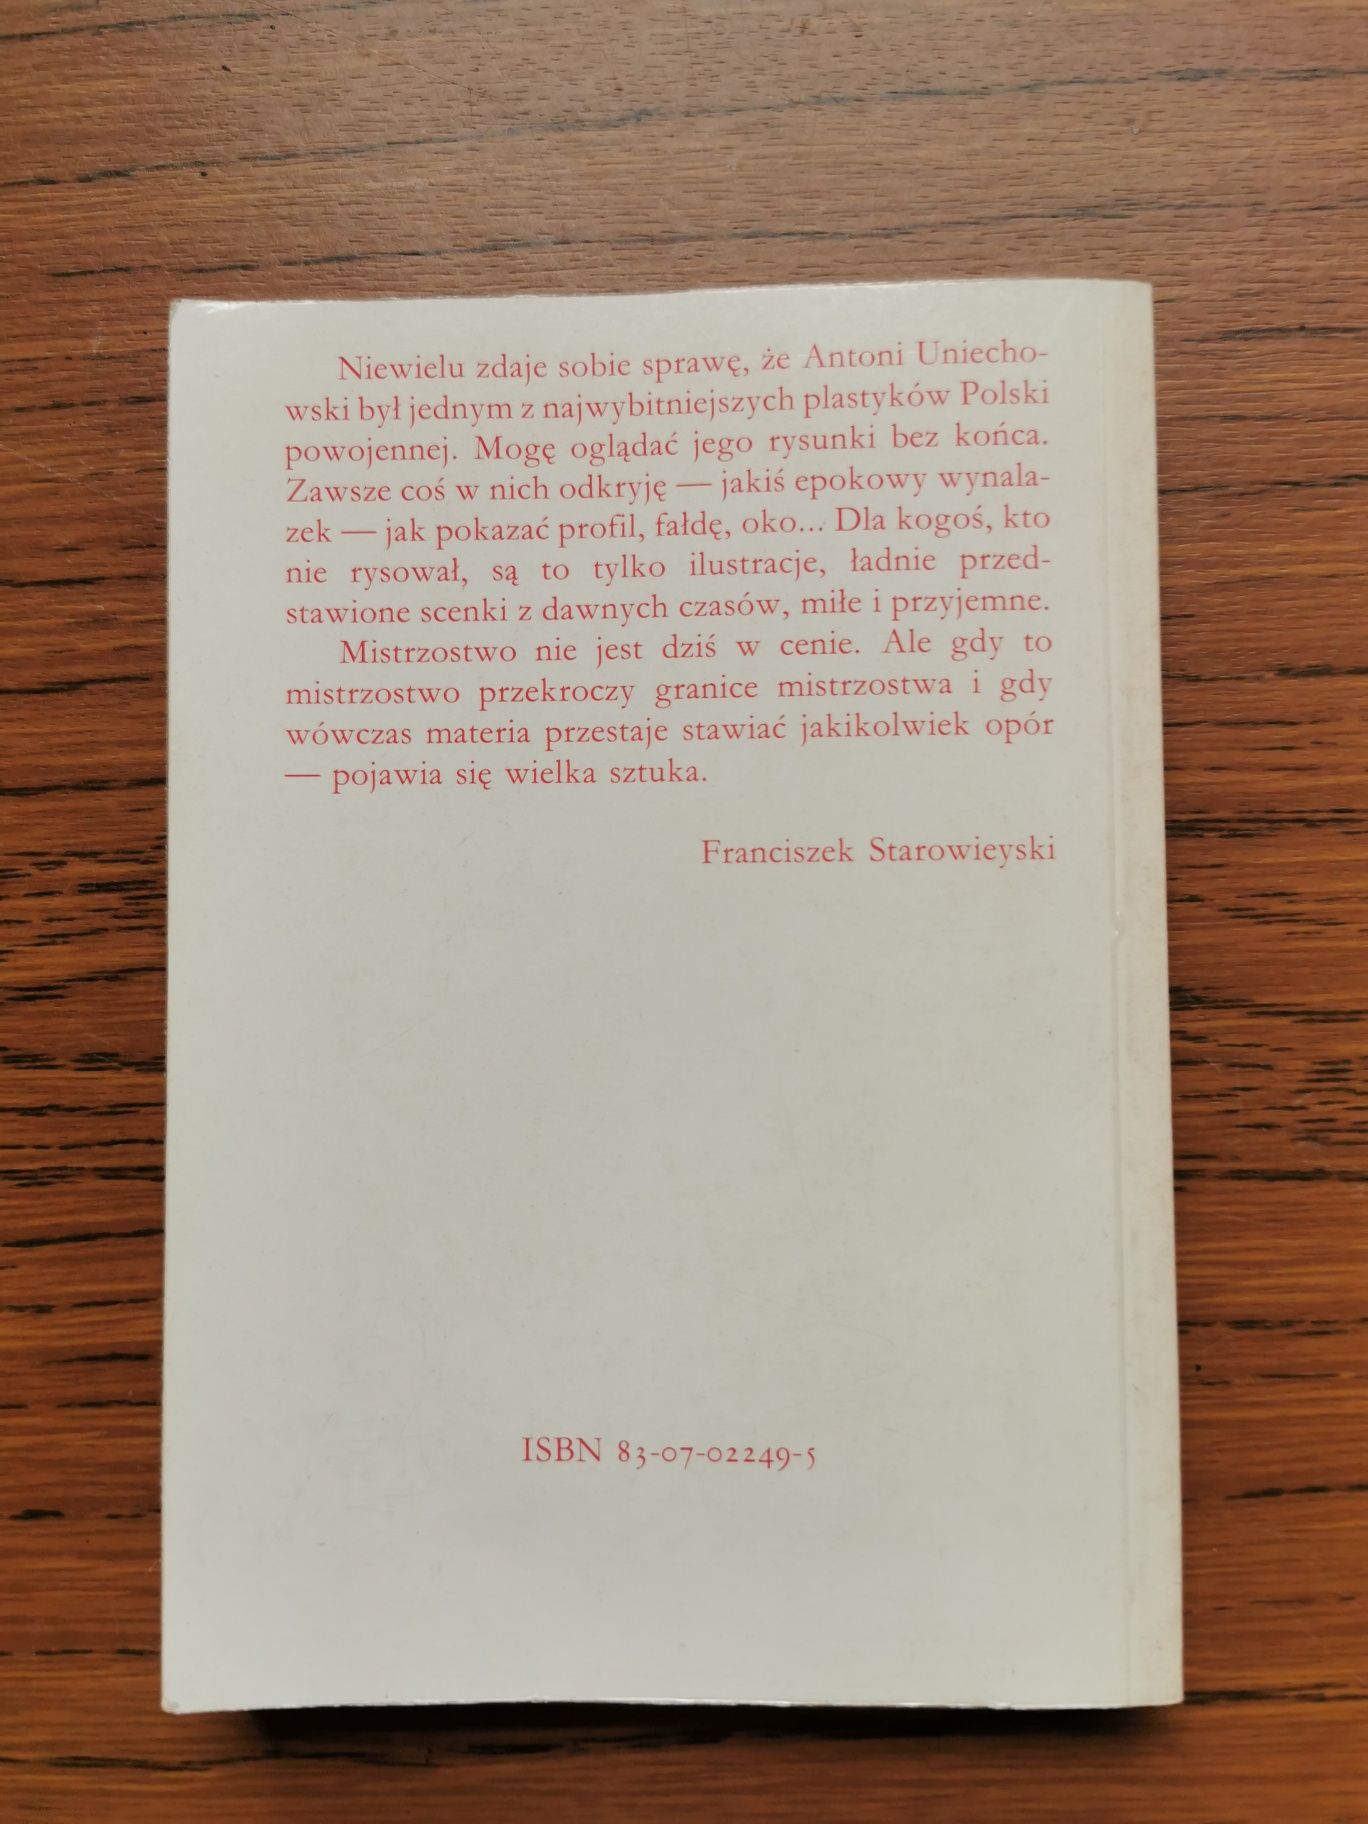 Niewielu zdaje sobie sprawę, że Antoni Uniecho-
wski był jednym z najwybitniejszych plastyków Polski
powojennej. Mogę oglądać jego rysunki bez końca.
Zawsze coś w nich odkryję — jakiś epokowy wynala-
zek — jak pokazać profil, fałdę, oko... Dla kogoś, kto
nie rysował, są to tylko ilustracje, ładnie przed-
stawione scenki z dawnych czasów, miłe i przyjemne.
Mistrzostwo nie jest dziś w cenie. Ale gdy to
mistrzostwo przekroczy granice mistrzostwa i gdy
wówczas materia przestaje stawiać jakikolwiek opór
— pojawia się wielka sztuka.
Franciszek Starowieyski
ISBN 83-07-02249-5